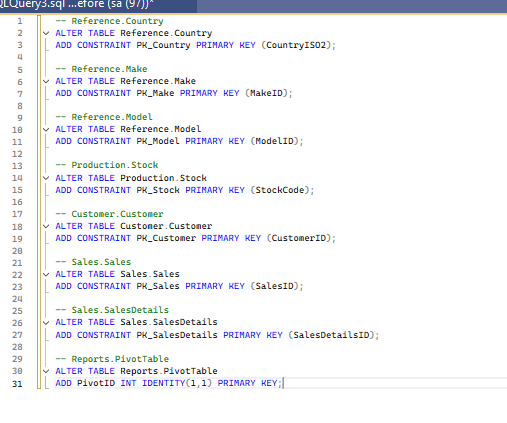 QLQuery3.sql ...efore (sa (97))*
1 -- Reference.Country
2 ALTER TABLE Reference.Country
3 ADD CONSTRAINT PK_Country PRIMARY KEY (CountryISO2);
4
5 -- Reference.Make
6 ALTER TABLE Reference.Make
7 ADD CONSTRAINT PK_Make PRIMARY KEY (MakeID);
8
9 -- Reference.Model
10 ALTER TABLE Reference.Model
11 ADD CONSTRAINT PK_Model PRIMARY KEY (ModelID);
12
13 -- Production.Stock
14 ALTER TABLE Production.Stock
15 ADD CONSTRAINT PK_Stock PRIMARY KEY (StockCode);
16
17 -- Customer.Customer
18 ALTER TABLE Customer.Customer
19 ADD CONSTRAINT PK_Customer PRIMARY KEY (CustomerID);
20
21 -- Sales.Sales
22 ALTER TABLE Sales.Sales
23 ADD CONSTRAINT PK_Sales PRIMARY KEY (SalesID);
24
25 -- Sales.SalesDetails
26 ALTER TABLE Sales.SalesDetails
27 ADD CONSTRAINT PK_SalesDetails PRIMARY KEY (SalesDetailsID);
28
29 -- Reports.PivotTable
30 ALTER TABLE Reports.PivotTable
31 ADD PivotID INT IDENTITY(1,1) PRIMARY KEY;